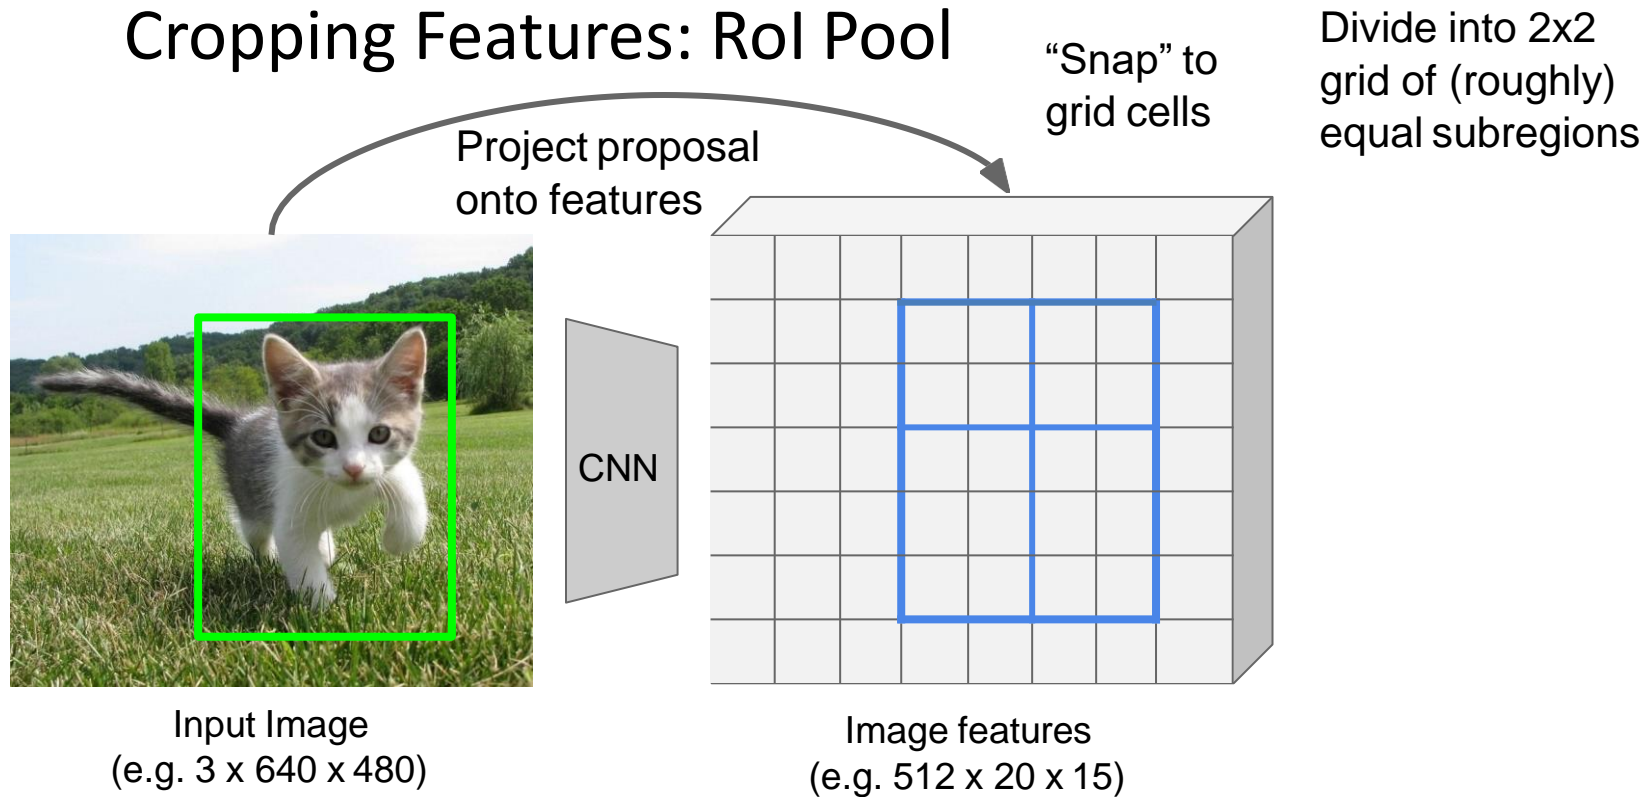 Cropping Features: RoI Pool
"Snap" to
grid cells
Divide into 2x2
grid of (roughly)
equal subregions
Project proposal
onto features
CNN
Input Image
(e.g. 3 x 640 x 480)
Image features
(e.g. 512 x 20 x 15)